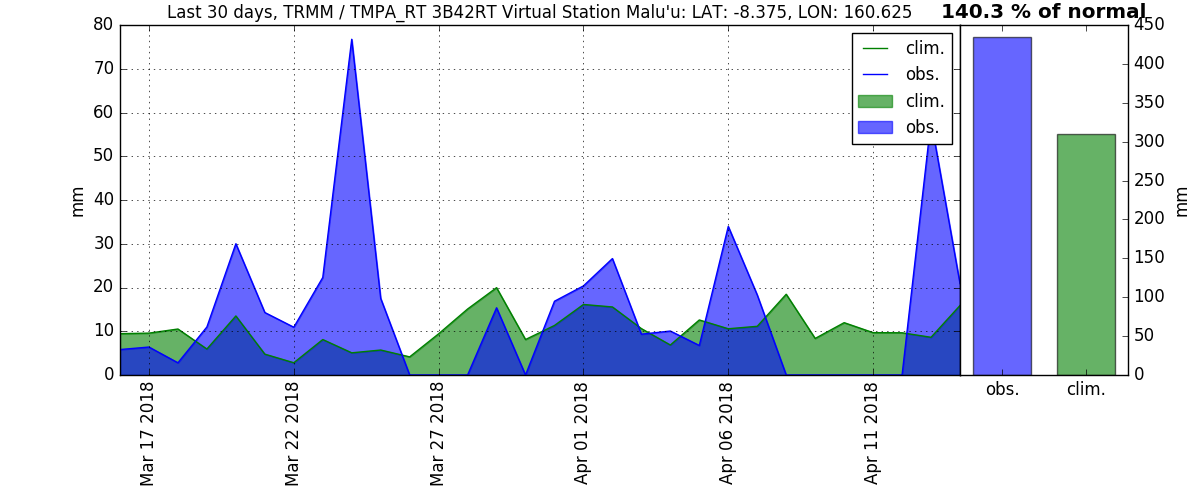 Last 30 days, TRMM / TMPA_RT 3B42RT Virtual Station Malu'u: LAT: -8.375, LON: 160.625
140.3 % of normal
80
70
60
50
40
30
20
10
0
mm
clim.
obs.
clim.
obs.
Mar 17 2018
Mar 22 2018
Mar 27 2018
Apr 01 2018
Apr 06 2018
Apr 11 2018
450
400
350
300
250
200
150
100
50
0
mm
obs.
clim.